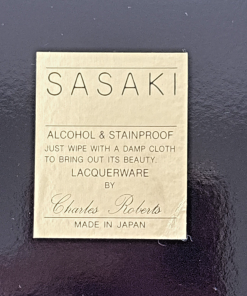 SASAKI
ALCOHOL & STAINPROOF
JUST WIPE WITH A DAMP CLOTH
TO BRING OUT ITS BEAUTY.
LACQUERWARE
BY
Charles Roberts
MADE IN JAPAN